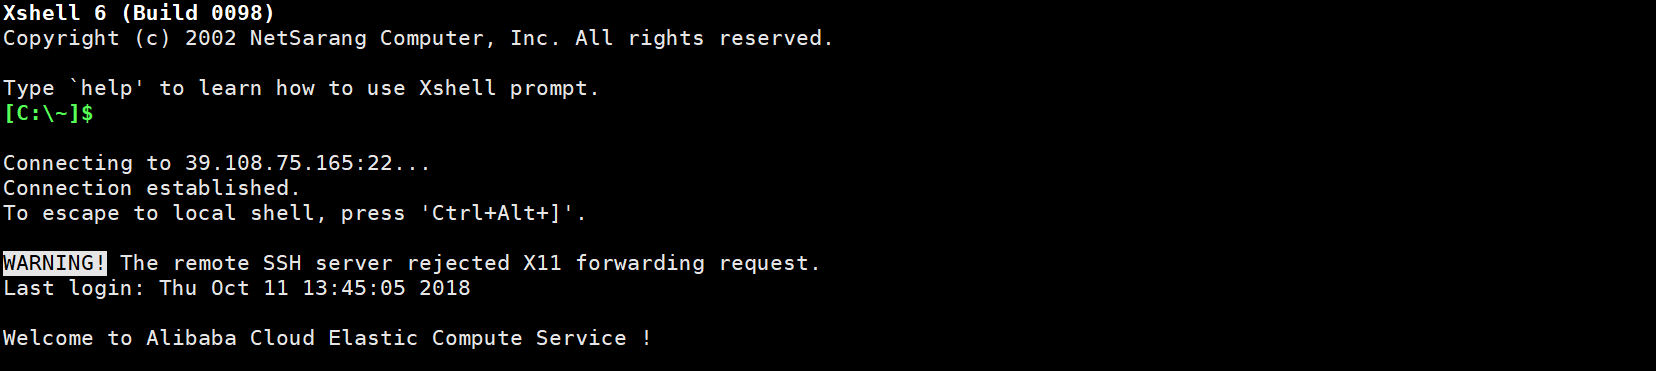 Xshell 6 (Build 0098)
Copyright (c) 2002 NetSarang Computer, Inc. All rights reserved.
Type `help' to learn how to use Xshell prompt.
[C:\~]$
Connecting to 39.108.75.165:22...
Connection established.
To escape to local shell, press 'Ctrl+Alt+]'.
WARNING! The remote SSH server rejected X11 forwarding request.
Last login: Thu Oct 11 13:45:05 2018
Welcome to Alibaba Cloud Elastic Compute Service !